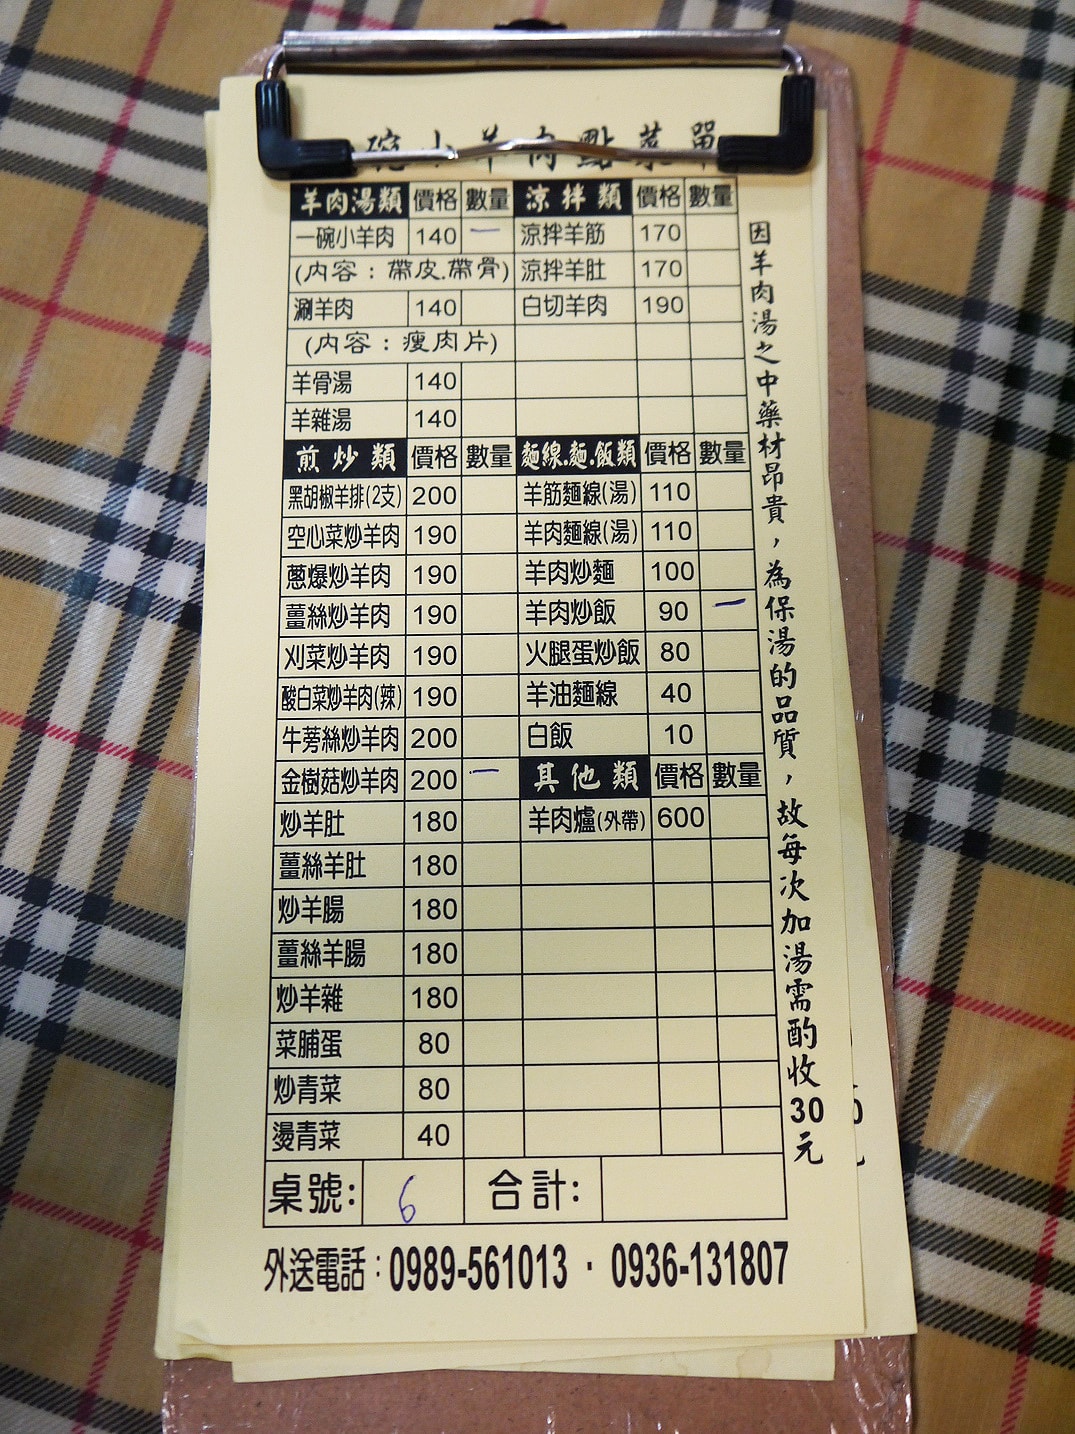 碗小羊肉點菜單
羊肉湯類 價格 數量 涼拌類 價格 數量
一碗小羊肉 140 一 涼拌羊筋 170
(內容：帶皮.帶骨) 涼拌羊肚 170
涮羊肉 140 白切羊肉 190
(內容：瘦肉片)
羊骨湯 140
羊雜湯 140
煎炒類 價格 數量 麵線.麵.飯類 價格 數量
黑胡椒羊排(2支) 200 羊筋麵線(湯) 110
空心菜炒羊肉 190 羊肉麵線(湯) 110
蔥爆炒羊肉 190 羊肉炒麵 100
薑絲炒羊肉 190 羊肉炒飯 90 一
刈菜炒羊肉 190 火腿蛋炒飯 80
酸白菜炒羊肉(辣) 190 羊油麵線 40
牛蒡絲炒羊肉 200 白飯 10
金樹菇炒羊肉 200 一 其他類 價格 數量
炒羊肚 180 羊肉爐(外帶) 600
薑絲羊肚 180
炒羊腸 180
薑絲羊腸 180
炒羊雜 180
菜脯蛋 80
炒青菜 80
燙青菜 40
桌號: 6 合計:
外送電話：0989-561013 · 0936-131807
因羊肉湯之中藥材昂貴，為保湯的品質，故每次加湯需酌收30元